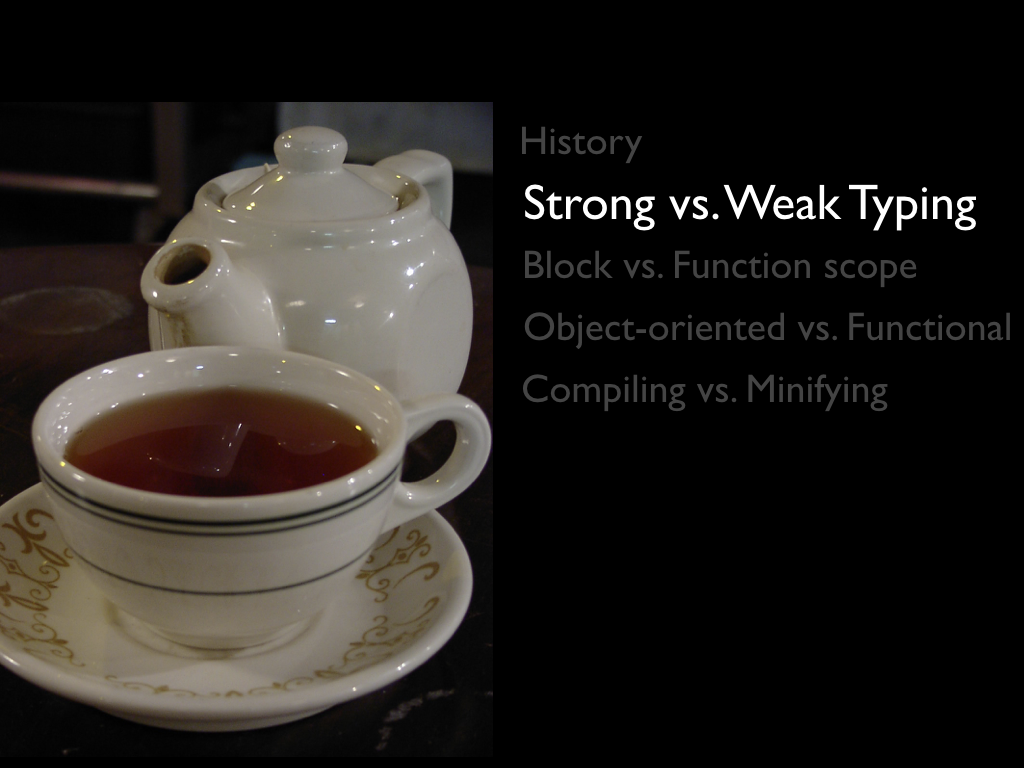 History
Strong vs. Weak Typing
Block vs. Function scope
Object-oriented vs. Functional
Compiling vs. Minifying